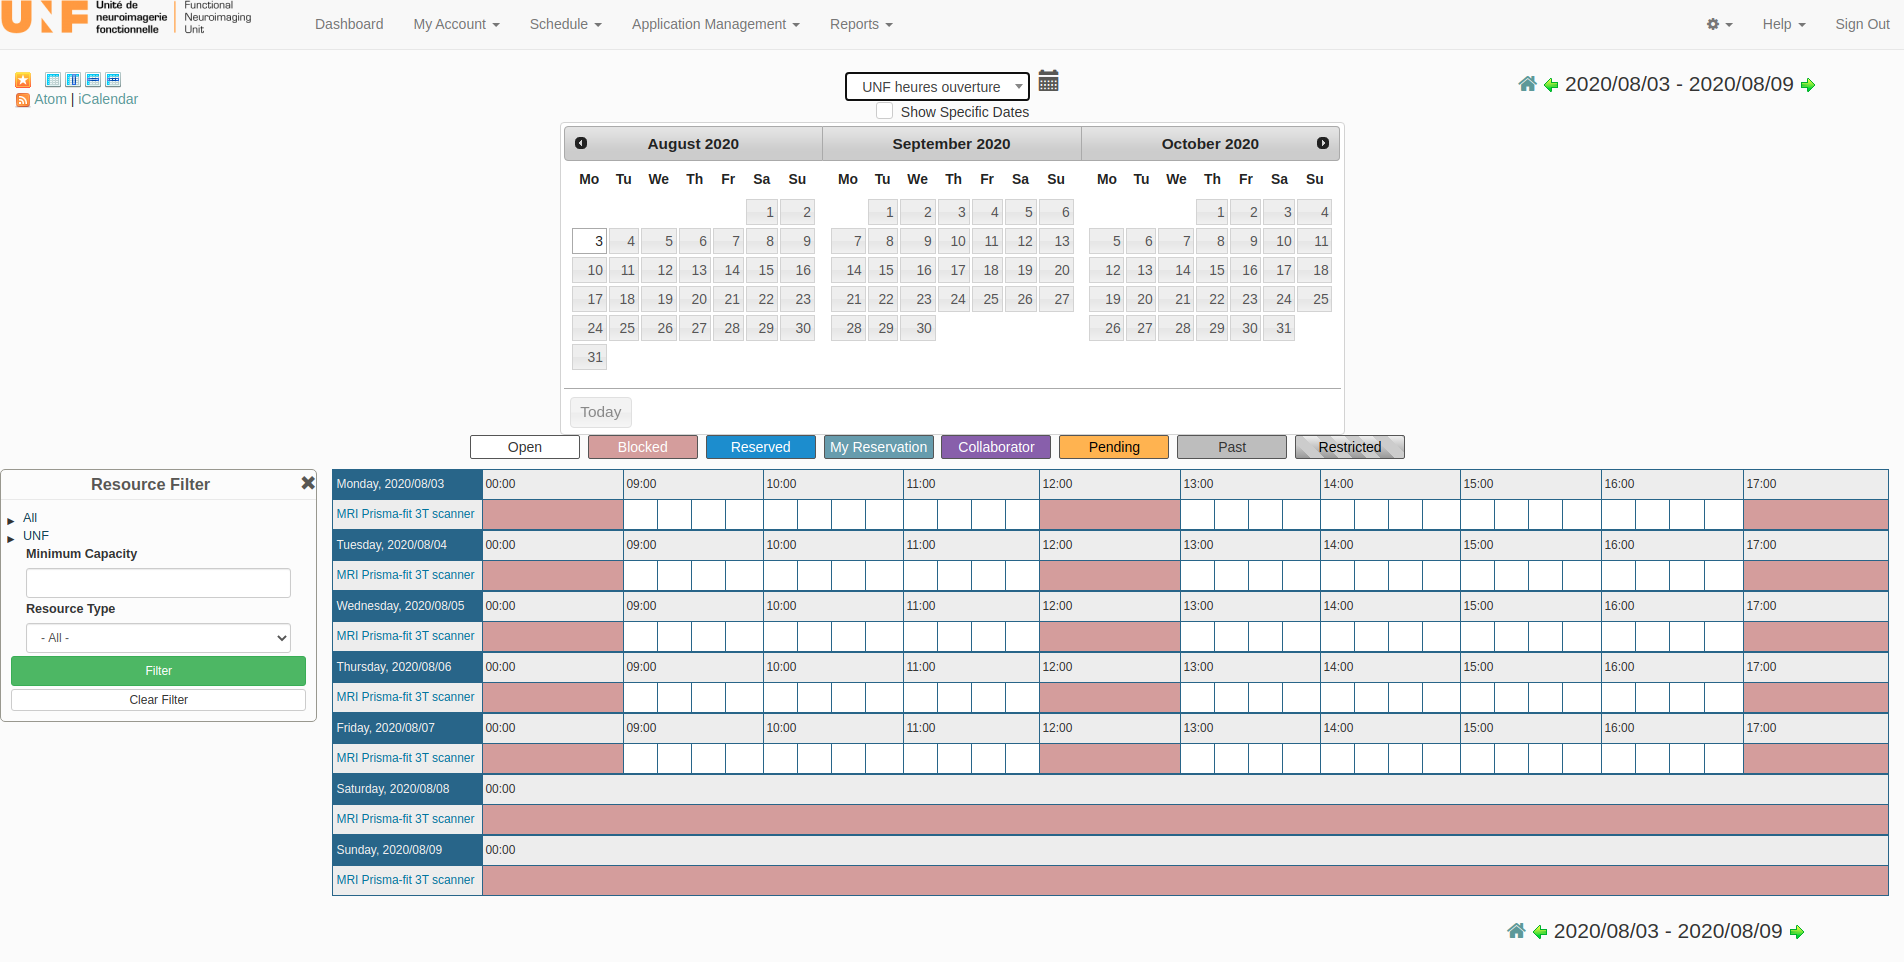 UNF Unité de neuroimagerie fonctionnelle Functional Neuroimaging Unit
Dashboard My Account Schedule Application Management Reports Help Sign Out
UNF heures ouverture 2020/08/03 - 2020/08/09
Atom | iCalendar
Show Specific Dates
August 2020 September 2020 October 2020
Mo Tu We Th Fr Sa Su Mo Tu We Th Fr Sa Su Mo Tu We Th Fr Sa Su
1 2 1 2 3 4 5 6 1 2 3 4
3 4 5 6 7 8 9 7 8 9 10 11 12 13 5 6 7 8 9 10 11
10 11 12 13 14 15 16 14 15 16 17 18 19 20 12 13 14 15 16 17 18
17 18 19 20 21 22 23 21 22 23 24 25 26 27 19 20 21 22 23 24 25
24 25 26 27 28 29 30 28 29 30 26 27 28 29 30 31
31
Today
Open Blocked Reserved My Reservation Collaborator Pending Past Restricted
Resource Filter
All
UNF
Minimum Capacity
Resource Type
- All -
Filter
Clear Filter
Monday, 2020/08/03 00:00 09:00 10:00 11:00 12:00 13:00 14:00 15:00 16:00 17:00
MRI Prisma-fit 3T scanner
Tuesday, 2020/08/04 00:00 09:00 10:00 11:00 12:00 13:00 14:00 15:00 16:00 17:00
MRI Prisma-fit 3T scanner
Wednesday, 2020/08/05 00:00 09:00 10:00 11:00 12:00 13:00 14:00 15:00 16:00 17:00
MRI Prisma-fit 3T scanner
Thursday, 2020/08/06 00:00 09:00 10:00 11:00 12:00 13:00 14:00 15:00 16:00 17:00
MRI Prisma-fit 3T scanner
Friday, 2020/08/07 00:00 09:00 10:00 11:00 12:00 13:00 14:00 15:00 16:00 17:00
MRI Prisma-fit 3T scanner
Saturday, 2020/08/08 00:00
MRI Prisma-fit 3T scanner
Sunday, 2020/08/09 00:00
MRI Prisma-fit 3T scanner
2020/08/03 - 2020/08/09